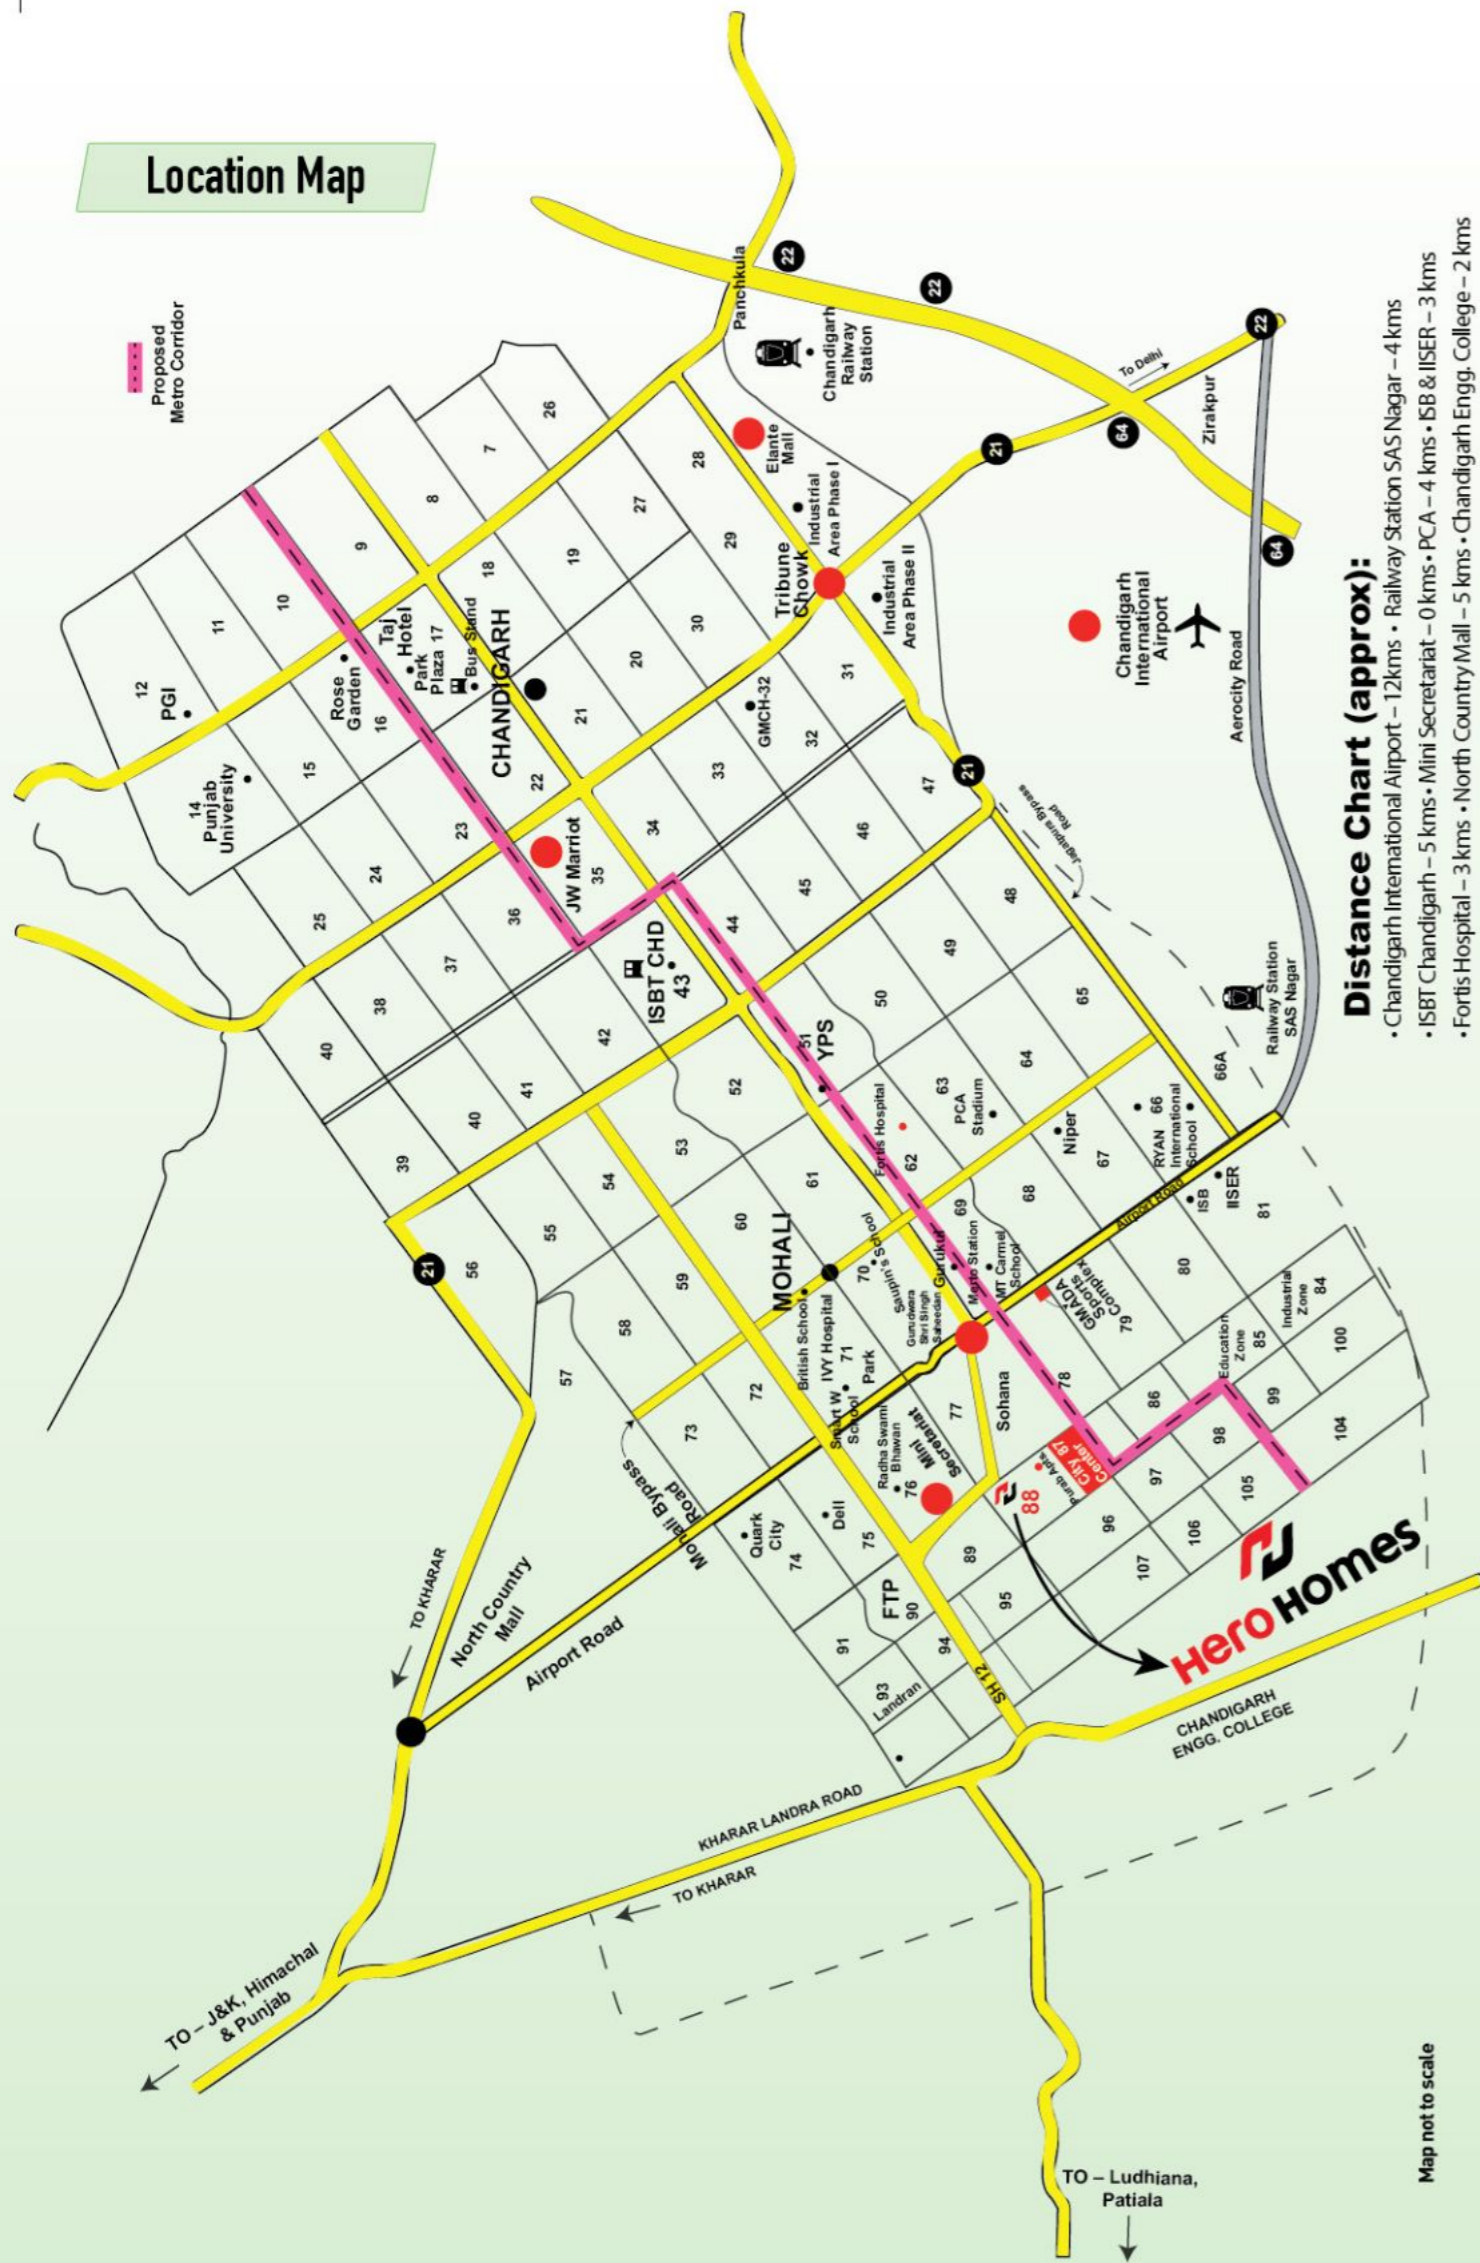 Location Map
Proposed
Metro Corridor
Panchkula
22
22
22
Chandigarh
Railway
Station
To Delhi
Zirakpur
64
64
21
Elante
Mall
Industrial
Area Phase I
Tribune
Chowk
Industrial
Area Phase II
Chandigarh
International
Airport
Aerocity Road
26
7
8
9
10
11
12
PGI
28
27
29
19
18
Taj
Hotel
Park
Plaza 17
Bus Stand
CHANDIGARH
Rose
Garden
16
15
14
Punjab
University
30
20
21
22
23
24
25
31
GMCH-32
32
33
34
JW Marriot
35
36
37
38
40
47
46
45
44
ISBT CHD
43
42
41
40
39
21
Jagatpura Bypass
Road
48
49
50
51
YPS
52
53
54
55
56
21
57
58
59
60
61
MOHALI
65
64
63
PCA
Stadium
Fortis Hospital
62
Railway Station
SAS Nagar
66A
66
RYAN
International
School
Niper
67
68
69
ISB
IISER
81
Airport Road
80
GMADA
Sports
Complex
79
Merto Station
MT Carmel
School
Gurukul
Gurudwara
Shri Singh
Saheedan
70
Saupin's School
British School
IVY Hospital
71
Park
Smart W
School
72
73
Mohali Bypass
Road
Industrial
Zone
84
Education
Zone
85
100
99
86
98
104
78
Sohana
77
Mini
Secretariat
Radha Swami
Bhawan
76
Dell
75
Quark
City
74
City 87
Center
Purab Apts.
88
97
105
96
106
107
89
95
FTP
90
94
91
93
Landran
SH 12
Hero Homes
CHANDIGARH
ENGG. COLLEGE
North Country
Mall
Airport Road
TO KHARAR
KHARAR LANDRA ROAD
TO KHARAR
TO – J&K, Himachal
& Punjab
TO – Ludhiana,
Patiala
Distance Chart (approx):
• Chandigarh International Airport – 12kms • Railway Station SAS Nagar – 4 kms
• ISBT Chandigarh – 5 kms • Mini Secretariat – 0 kms • PCA – 4 kms • ISB & IISER – 3 kms
• Fortis Hospital – 3 kms • North Country Mall – 5 kms • Chandigarh Engg. College – 2 kms
Map not to scale